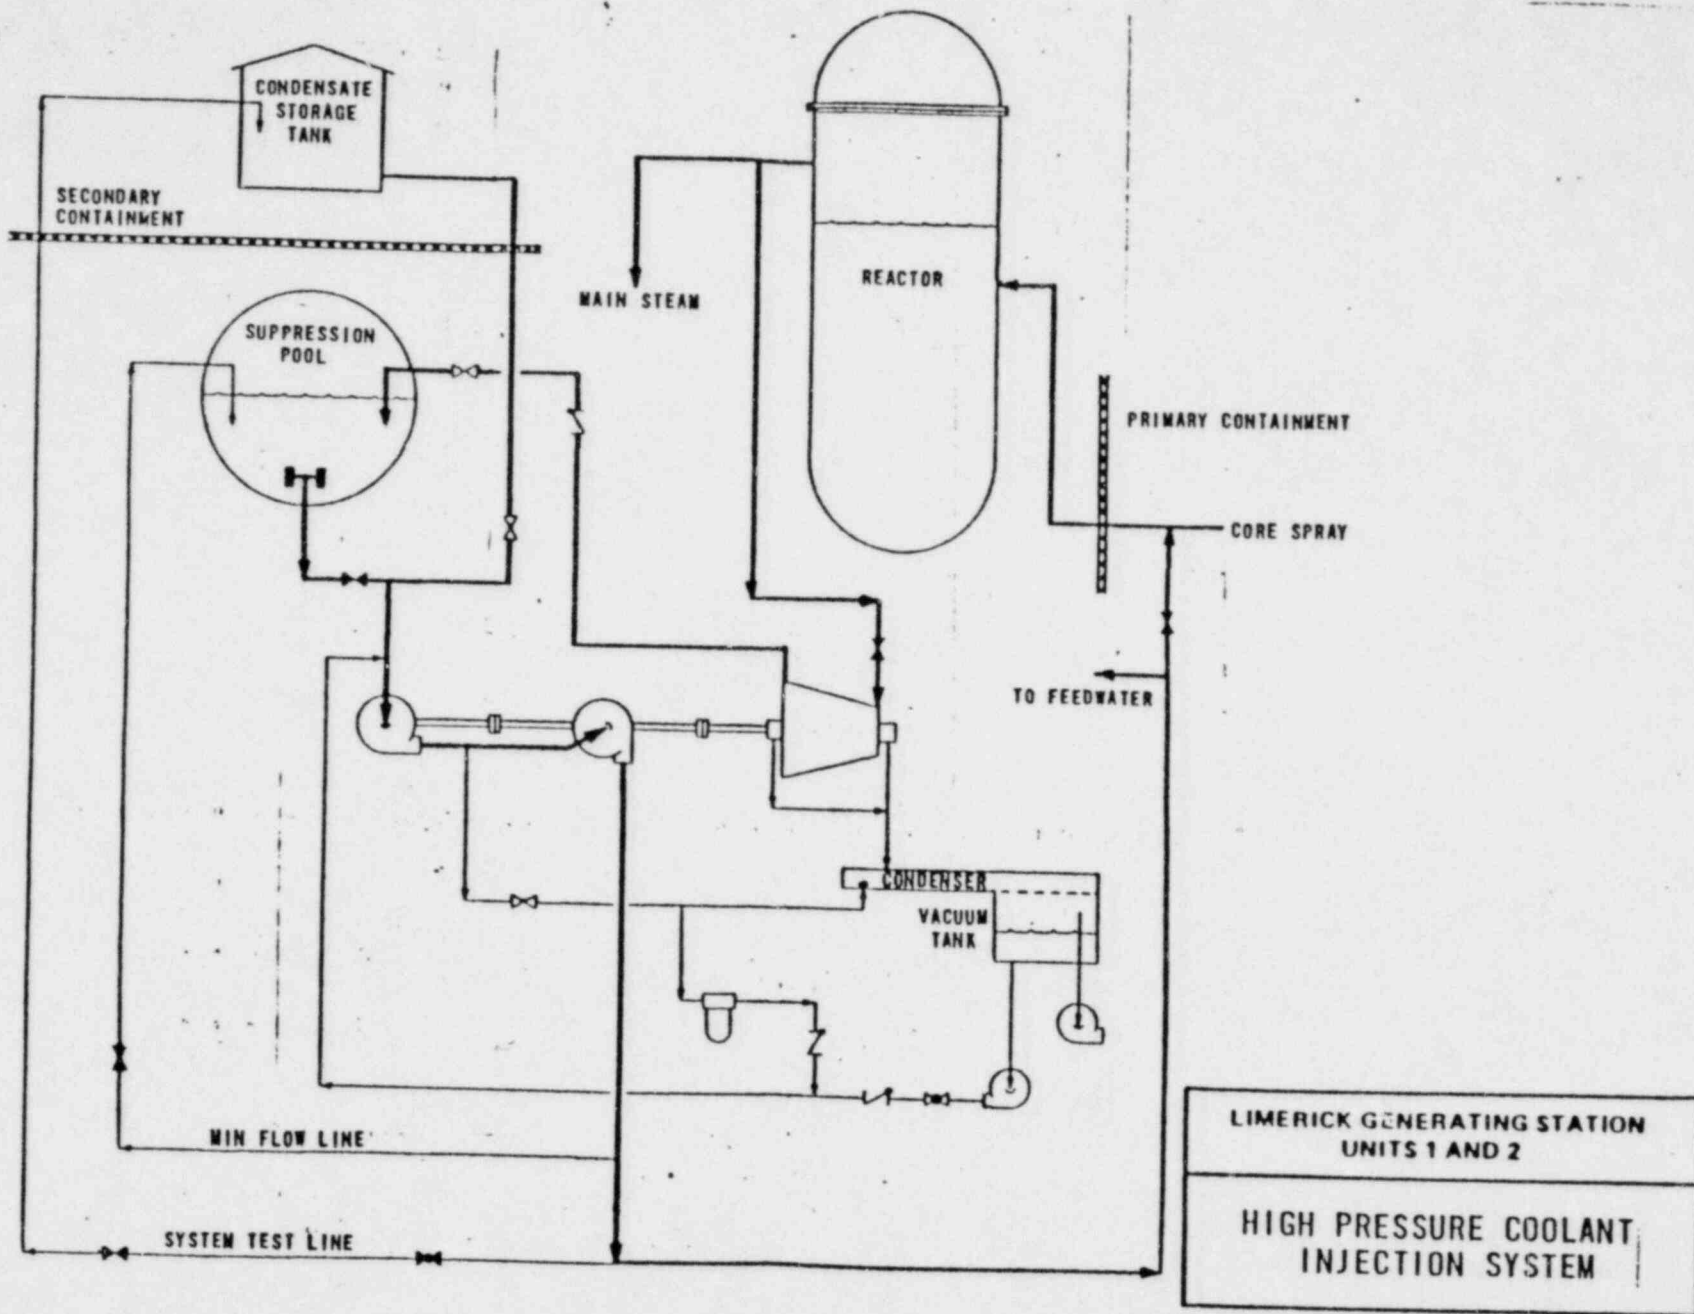 CONDENSATE
STORAGE
TANK
SECONDARY
CONTAINMENT
SUPPRESSION
POOL
MAIN STEAM
REACTOR
PRIMARY CONTAINMENT
CORE SPRAY
TO FEEDWATER
CONDENSER
VACUUM
TANK
MIN FLOW LINE
SYSTEM TEST LINE
LIMERICK GENERATING STATION
UNITS 1 AND 2
HIGH PRESSURE COOLANT
INJECTION SYSTEM